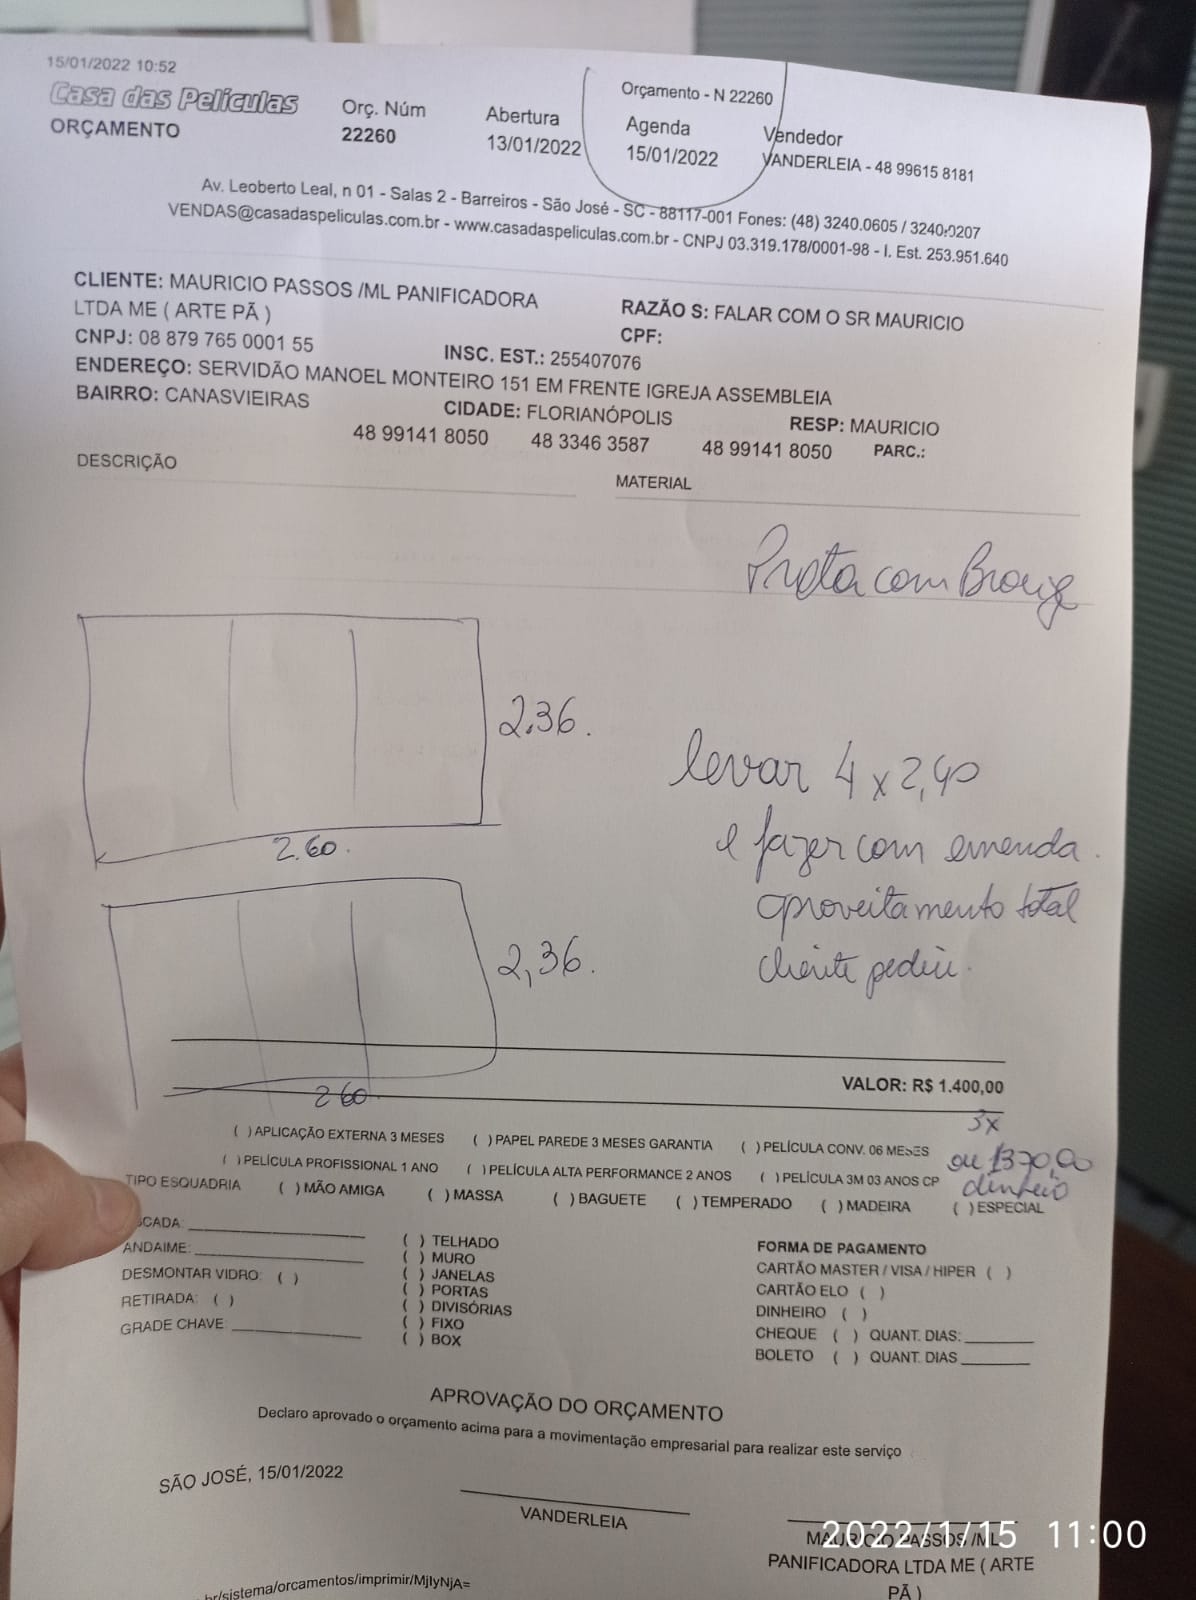 15/01/2022 10:52
Orçamento - N 22260
Casa das Películas
ORÇAMENTO
Orç. Núm
22260
Abertura
13/01/2022
Agenda
15/01/2022
Vendedor
VANDERLEIA - 48 99615 8181
Av. Leoberto Leal, n 01 - Salas 2 - Barreiros - São José - SC - 88117-001 Fones: (48) 3240.0605 / 3240.0207
VENDAS@casadaspeliculas.com.br - www.casadaspeliculas.com.br - CNPJ 03.319.178/0001-98 - I. Est. 253.951.640
CLIENTE: MAURICIO PASSOS /ML PANIFICADORA
LTDA ME ( ARTE PÃ )
RAZÃO S: FALAR COM O SR MAURICIO
CNPJ: 08 879 765 0001 55
INSC. EST.: 255407076
CPF:
ENDEREÇO: SERVIDÃO MANOEL MONTEIRO 151 EM FRENTE IGREJA ASSEMBLEIA
BAIRRO: CANASVIEIRAS
CIDADE: FLORIANÓPOLIS
RESP: MAURICIO
48 99141 8050 48 3346 3587 48 99141 8050 PARC.:
DESCRIÇÃO
MATERIAL
Prata com Bronze
2,36.
2.60.
levar 4 x 2,40
e fazer com emenda.
aproveitamento total
cliente pediu.
2,36.
2 60
VALOR: R$ 1.400,00
3x
ou 1370,00
dinheio
( ) APLICAÇÃO EXTERNA 3 MESES ( ) PAPEL PAREDE 3 MESES GARANTIA ( ) PELÍCULA CONV. 06 MESES
( ) PELÍCULA PROFISSIONAL 1 ANO ( ) PELÍCULA ALTA PERFORMANCE 2 ANOS ( ) PELÍCULA 3M 03 ANOS CP
TIPO ESQUADRIA ( ) MÃO AMIGA ( ) MASSA ( ) BAGUETE ( ) TEMPERADO ( ) MADEIRA ( ) ESPECIAL
CADA:
ANDAIME:
DESMONTAR VIDRO: ( )
RETIRADA: ( )
GRADE CHAVE:
( ) TELHADO
( ) MURO
( ) JANELAS
( ) PORTAS
( ) DIVISÓRIAS
( ) FIXO
( ) BOX
FORMA DE PAGAMENTO
CARTÃO MASTER / VISA / HIPER ( )
CARTÃO ELO ( )
DINHEIRO ( )
CHEQUE ( ) QUANT. DIAS:
BOLETO ( ) QUANT. DIAS
APROVAÇÃO DO ORÇAMENTO
Declaro aprovado o orçamento acima para a movimentação empresarial para realizar este serviço
SÃO JOSÉ, 15/01/2022
VANDERLEIA
MAURICIO PASSOS /ML
PANIFICADORA LTDA ME ( ARTE
PÃ )
2022/1/15 11:00
br/sistema/orcamentos/imprimir/MjIyNjA=